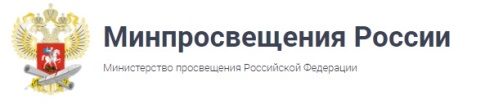 Минпросвещения России
Министерство просвещения Российской Федерации